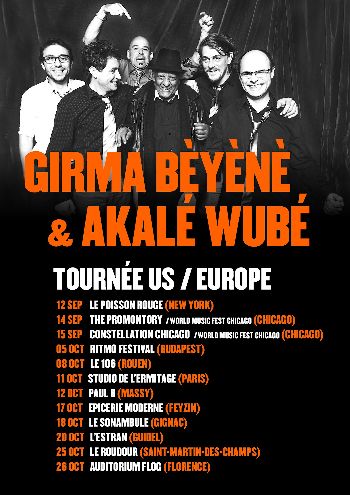 GIRMA BÈYÈNÈ
& AKALÉ WUBÉ
TOURNÉE US / EUROPE
12 SEP LE POISSON ROUGE (NEW YORK)
14 SEP THE PROMONTORY / WORLD MUSIC FEST CHICAGO (CHICAGO)
15 SEP CONSTELLATION CHICAGO / WORLD MUSIC FEST CHICAGO (CHICAGO)
05 OCT RITMO FESTIVAL (BUDAPEST)
08 OCT LE 106 (ROUEN)
11 OCT STUDIO DE L'ERMITAGE (PARIS)
12 OCT PAUL B (MASSY)
17 OCT EPICERIE MODERNE (FEYZIN)
18 OCT LE SONAMBULE (GIGNAC)
20 OCT L'ESTRAN (GUIDEL)
25 OCT LE ROUDOUR (SAINT-MARTIN-DES-CHAMPS)
26 OCT AUDITORIUM FLOG (FLORENCE)